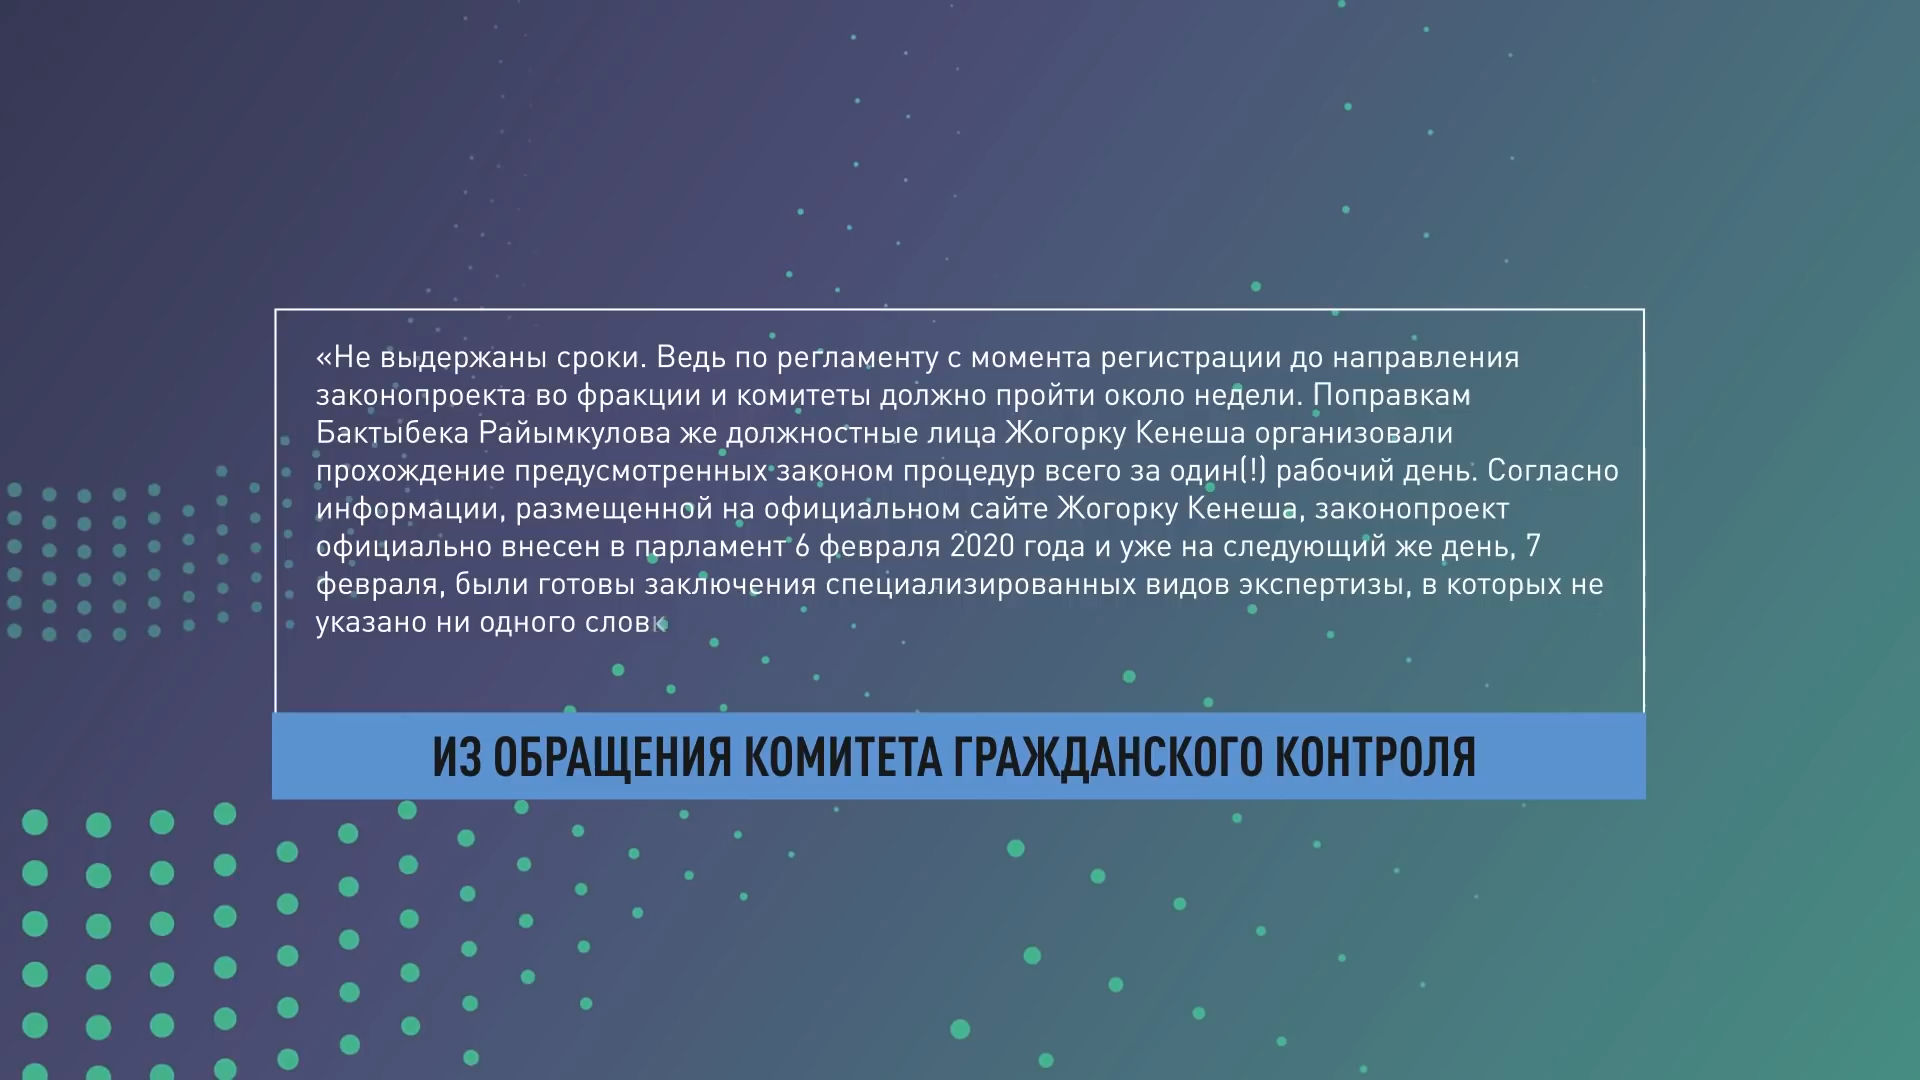 «Не выдержаны сроки. Ведь по регламенту с момента регистрации до направления
законопроекта во фракции и комитеты должно пройти около недели. Поправкам
Бактыбека Райымкулова же должностные лица Жогорку Кенеша организовали
прохождение предусмотренных законом процедур всего за один(!) рабочий день. Согласно
информации, размещенной на официальном сайте Жогорку Кенеша, законопроект
официально внесен в парламент 6 февраля 2020 года и уже на следующий же день, 7
февраля, были готовы заключения специализированных видов экспертизы, в которых не
указано ни одного словк
ИЗ ОБРАЩЕНИЯ КОМИТЕТА ГРАЖДАНСКОГО КОНТРОЛЯ